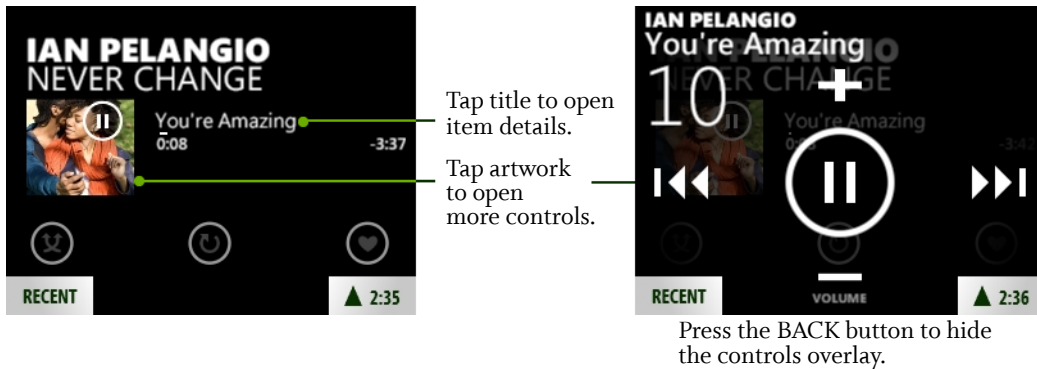 IAN PELANGIO
NEVER CHANGE
You're Amazing
0:08
-3:37
RECENT
2:35
Tap title to open
item details.
Tap artwork
to open
more controls.
IAN PELANGIO
You're Amazing
10
IAN PELANGIO
NEVER CHANGE
You're Amazing
-3:42
RECENT
VOLUME
2:36
Press the BACK button to hide
the controls overlay.